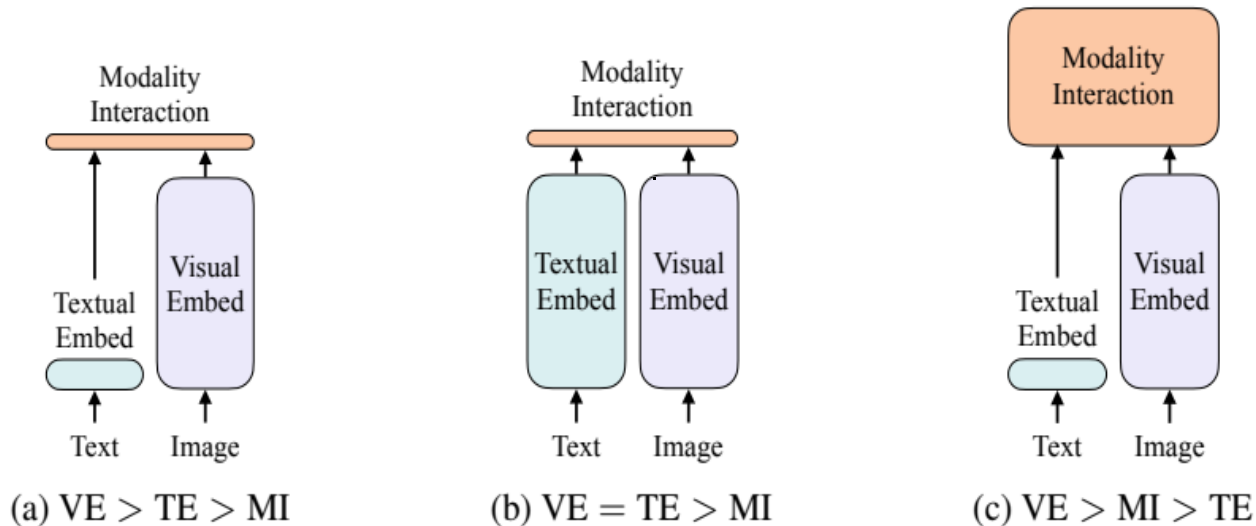 Modality
Interaction
Textual
Embed
Visual
Embed
Text
Image
(a) VE > TE > MI
Modality
Interaction
Textual
Embed
Visual
Embed
Text
Image
(b) VE = TE > MI
Modality
Interaction
Textual
Embed
Visual
Embed
Text
Image
(c) VE > MI > TE